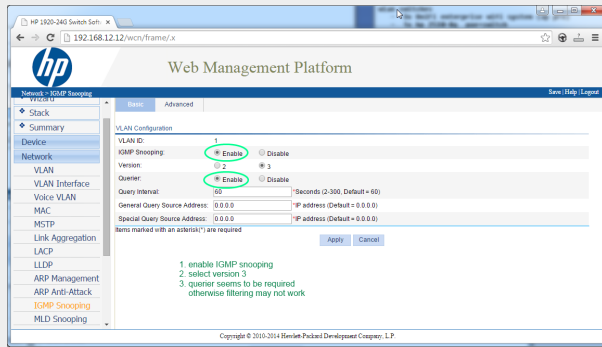 HP 1920-24G Switch Soft
192.168.12.12/wcn/frame/.x
hp
Web Management Platform
Network > IGMP Snooping
Save | Help | Logout
Wizard
Stack
Summary
Device
Network
VLAN
VLAN Interface
Voice VLAN
MAC
MSTP
Link Aggregation
LACP
LLDP
ARP Management
ARP Anti-Attack
IGMP Snooping
MLD Snooping
Basic Advanced
VLAN Configuration
VLAN ID: 1
IGMP Snooping: Enable Disable
Version: 2 3
Querier: Enable Disable
Query Interval: 60 *Seconds (2-300, Default = 60)
General Query Source Address: 0.0.0.0 *IP address (Default = 0.0.0.0)
Special Query Source Address: 0.0.0.0 *IP address (Default = 0.0.0.0)
Items marked with an asterisk(*) are required
Apply Cancel
1. enable IGMP snooping
2. select version 3
3. querier seems to be required
otherwise filtering may not work
Copyright © 2010-2014 Hewlett-Packard Development Company, L.P.